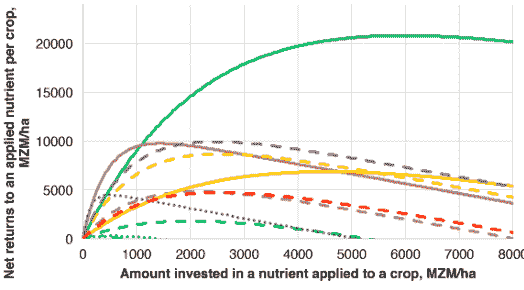 Net returns to an applied nutrient per crop,
MZM/ha
20000
15000
10000
5000
0
0 1000 2000 3000 4000 5000 6000 7000 8000
Amount invested in a nutrient applied to a crop, MZM/ha